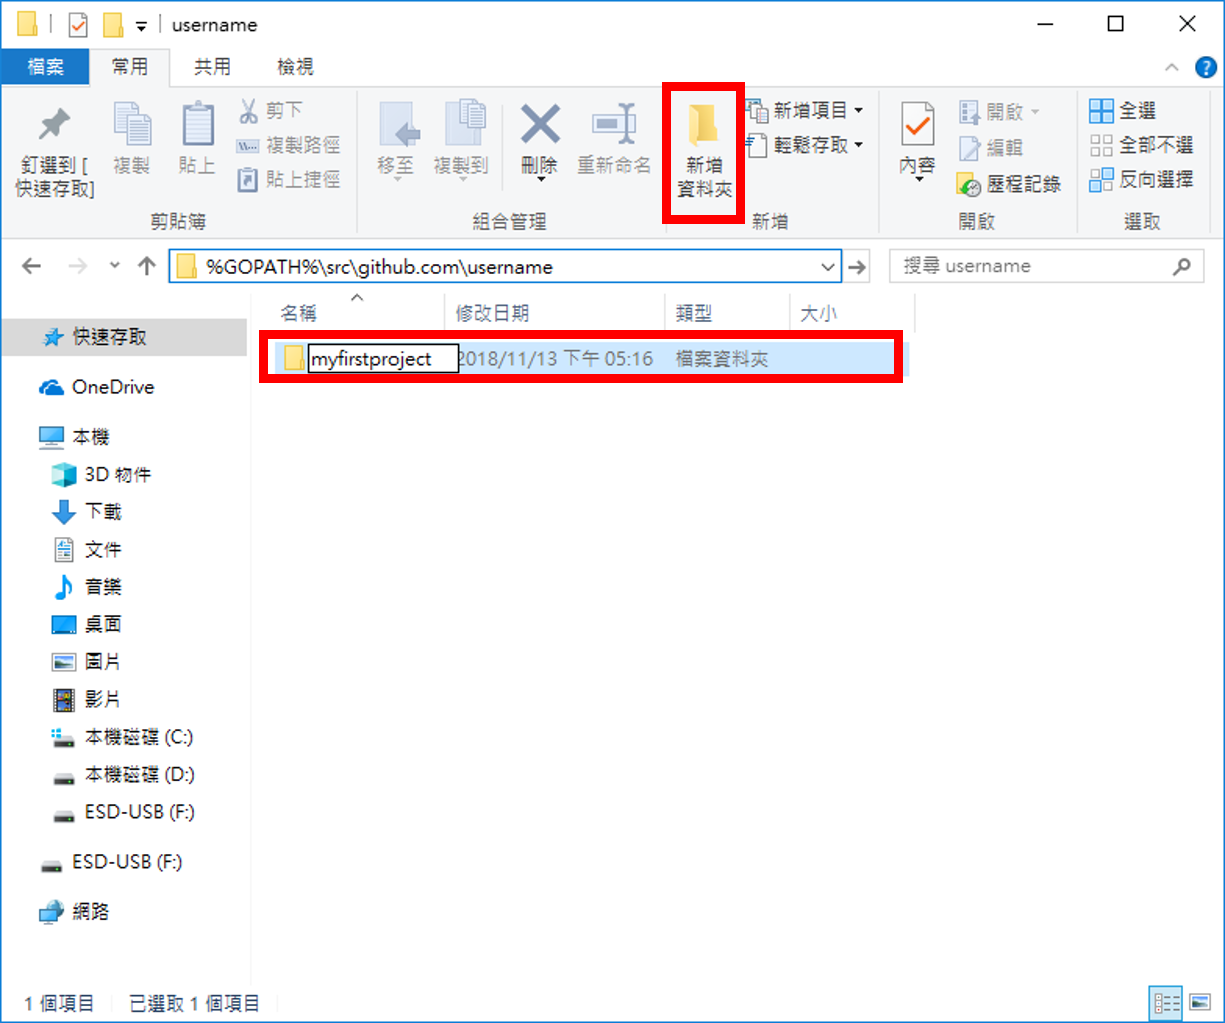 username
檔案 常用 共用 檢視
釘選到 [
快速存取]
複製
貼上
剪下
複製路徑
貼上捷徑
剪貼簿
移至
複製到
刪除
重新命名
組合管理
新增
資料夾
新增項目
輕鬆存取
新增
內容
開啟
編輯
歷程記錄
開啟
全選
全部不選
反向選擇
選取
%GOPATH%\src\github.com\username
搜尋 username
名稱 修改日期 類型 大小
myfirstproject 2018/11/13 下午 05:16 檔案資料夾
快速存取
OneDrive
本機
3D 物件
下載
文件
音樂
桌面
圖片
影片
本機磁碟 (C:)
本機磁碟 (D:)
ESD-USB (F:)
ESD-USB (F:)
網路
1 個項目 已選取 1 個項目